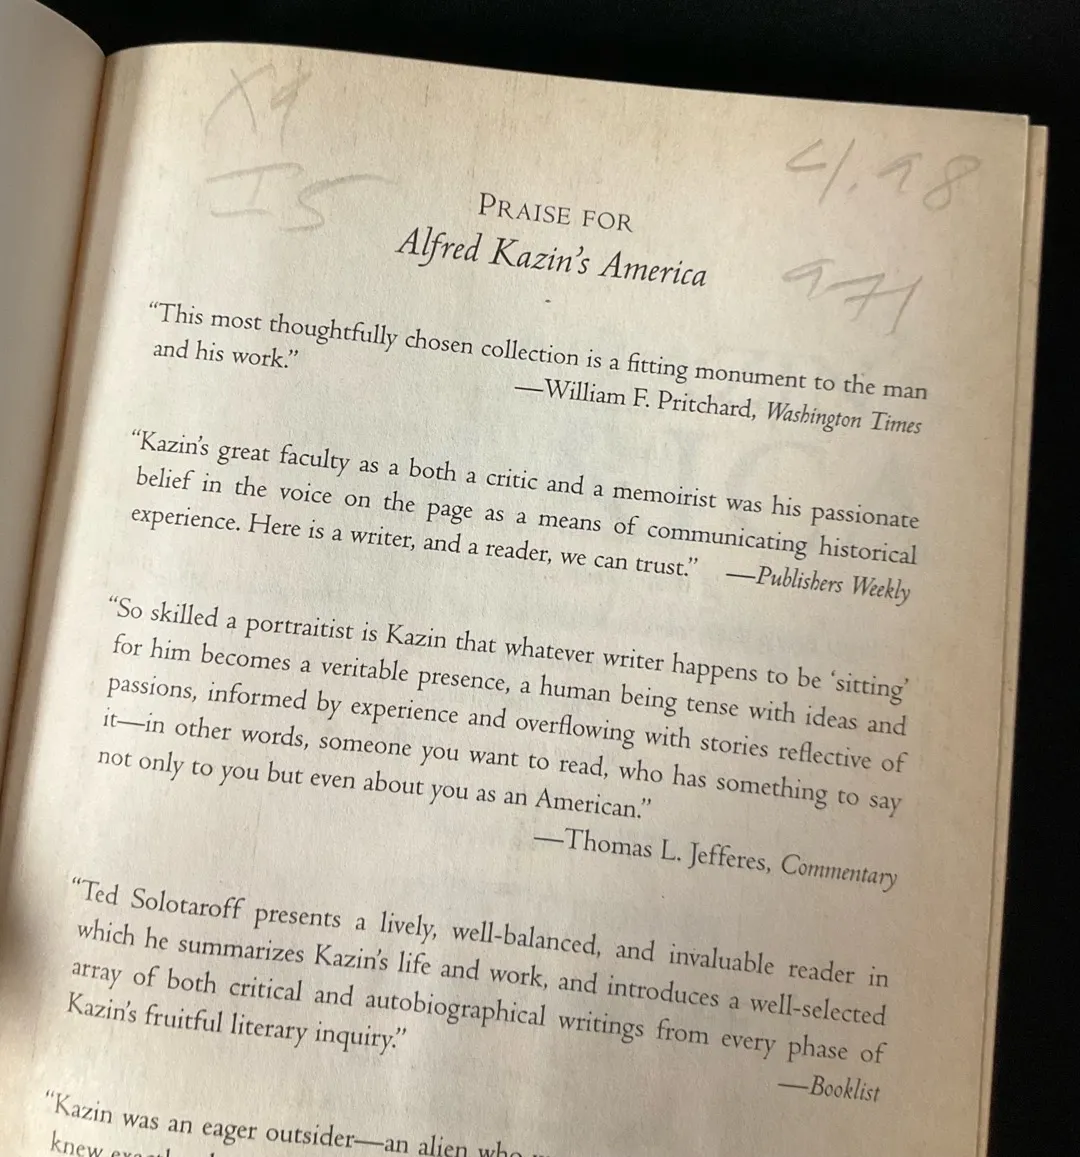 X9
IS
4.98
971
PRAISE FOR
Alfred Kazin's America
“This most thoughtfully chosen collection is a fitting monument to the man
and his work.”
—William F. Pritchard, Washington Times
“Kazin's great faculty as a both a critic and a memoirist was his passionate
belief in the voice on the page as a means of communicating historical
experience. Here is a writer, and a reader, we can trust.” —Publishers Weekly
“So skilled a portraitist is Kazin that whatever writer happens to be ‘sitting’
for him becomes a veritable presence, a human being tense with ideas and
passions, informed by experience and overflowing with stories reflective of
it—in other words, someone you want to read, who has something to say
not only to you but even about you as an American.”
—Thomas L. Jefferes, Commentary
“Ted Solotaroff presents a lively, well-balanced, and invaluable reader in
which he summarizes Kazin's life and work, and introduces a well-selected
array of both critical and autobiographical writings from every phase of
Kazin's fruitful literary inquiry.”
—Booklist
“Kazin was an eager outsider—an alien who
knew